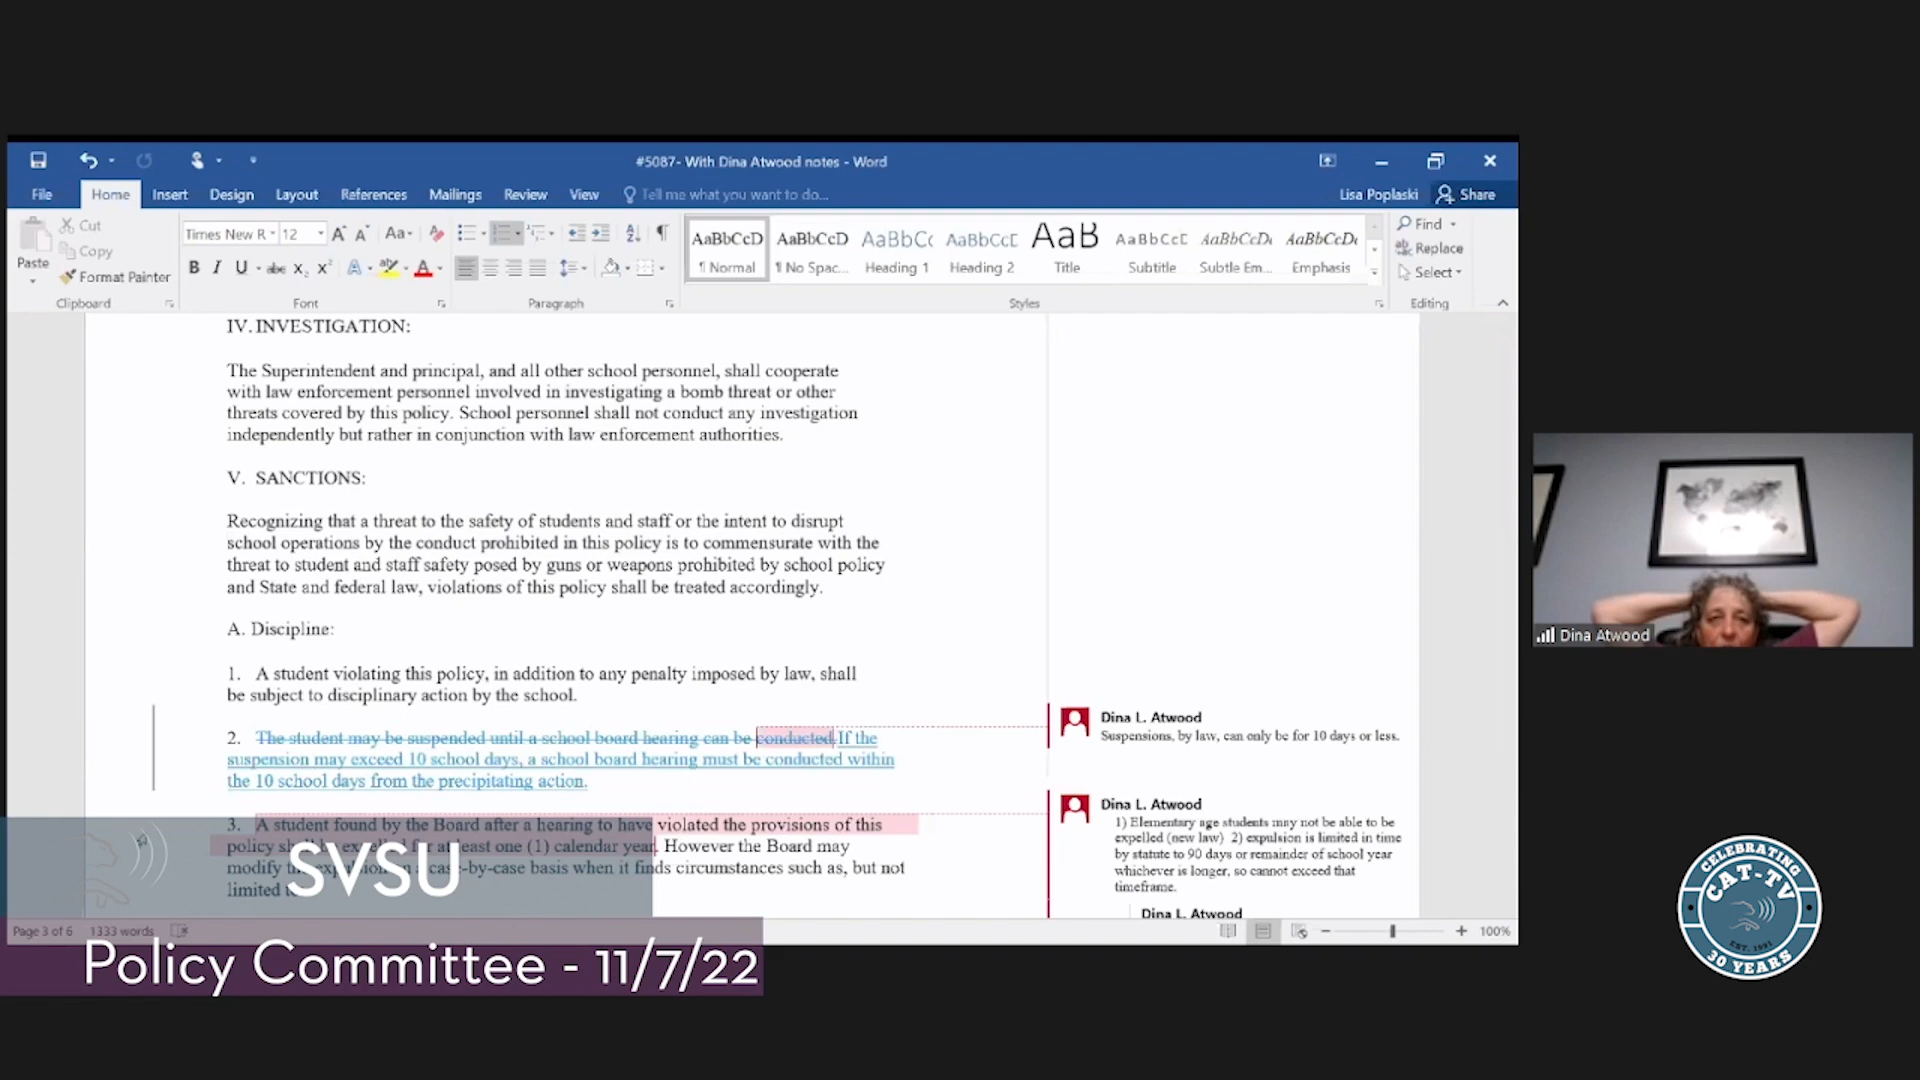 #5087- With Dina Atwood notes - Word
File Home Insert Design Layout References Mailings Review View Tell me what you want to do... Lisa Poplaski Share
Paste
Cut
Copy
Format Painter
Clipboard
Times New R 12
Font
Paragraph
AaBbCcD AaBbCcD AaBbC AaBbCcE AaB AaBbCcE AaBbCcD AaBbCcD
¶ Normal ¶ No Spac... Heading 1 Heading 2 Title Subtitle Subtle Em... Emphasis
Styles
Find
Replace
Select
Editing
IV. INVESTIGATION:
The Superintendent and principal, and all other school personnel, shall cooperate
with law enforcement personnel involved in investigating a bomb threat or other
threats covered by this policy. School personnel shall not conduct any investigation
independently but rather in conjunction with law enforcement authorities.
V. SANCTIONS:
Recognizing that a threat to the safety of students and staff or the intent to disrupt
school operations by the conduct prohibited in this policy is to commensurate with the
threat to student and staff safety posed by guns or weapons prohibited by school policy
and State and federal law, violations of this policy shall be treated accordingly.
A. Discipline:
1. A student violating this policy, in addition to any penalty imposed by law, shall
be subject to disciplinary action by the school.
2. The student may be suspended until a school board hearing can be conducted. If the
suspension may exceed 10 school days, a school board hearing must be conducted within
the 10 school days from the precipitating action.
3. A student found by the Board after a hearing to have violated the provisions of this
policy shall be expelled for at least one (1) calendar year. However the Board may
modify the expulsion on a case-by-case basis when it finds circumstances such as, but not
limited
Dina L. Atwood
Suspensions, by law, can only be for 10 days or less.
Dina L. Atwood
1) Elementary age students may not be able to be
expelled (new law) 2) expulsion is limited in time
by statute to 90 days or remainder of school year
whichever is longer, so cannot exceed that
timeframe.
Dina L. Atwood
Page 3 of 6 1333 words
100%
SVSU
Policy Committee - 11/7/22
Dina Atwood
CELEBRATING
CAT-TV
EST. 1991
30 YEARS